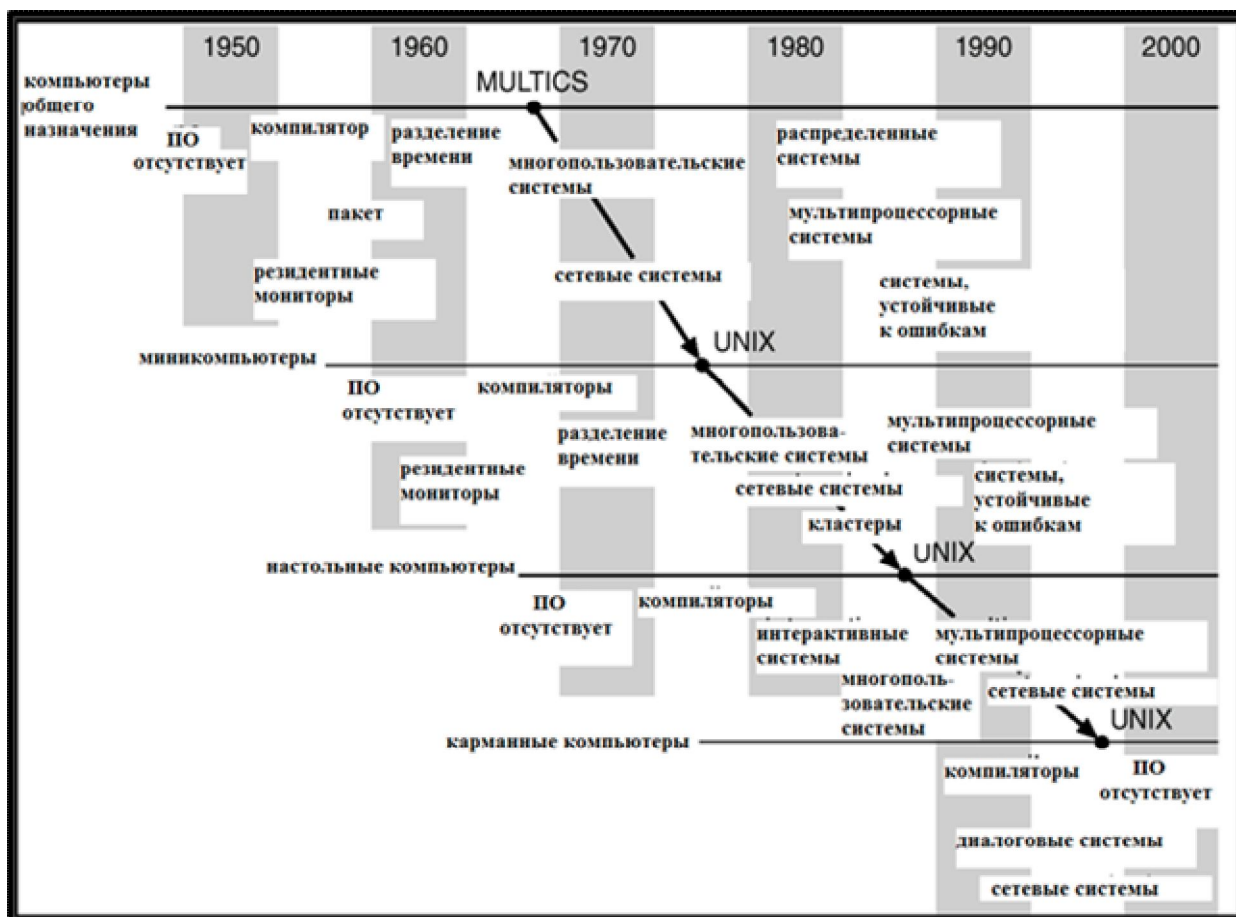 1950 1960 1970 1980 1990 2000
компьютеры
общего
назначения
MULTICS
ПО
отсутствует
компилятор
разделение
времени
многопользовательские
системы
распределенные
системы
пакет
мультипроцессорные
системы
резидентные
мониторы
сетевые системы
системы,
устойчивые
к ошибкам
миникомпьютеры
UNIX
ПО
отсутствует
компиляторы
разделение
времени
многопользова-
тельские системы
мультипроцессорные
системы
резидентные
мониторы
сетевые системы
системы,
устойчивые
к ошибкам
кластеры
настольные компьютеры
UNIX
ПО
отсутствует
компиляторы
интерактивные
системы
мультипроцессорные
системы
многополь-
зовательские
системы
сетевые системы
карманные компьютеры
UNIX
компиляторы
ПО
отсутствует
диалоговые системы
сетевые системы